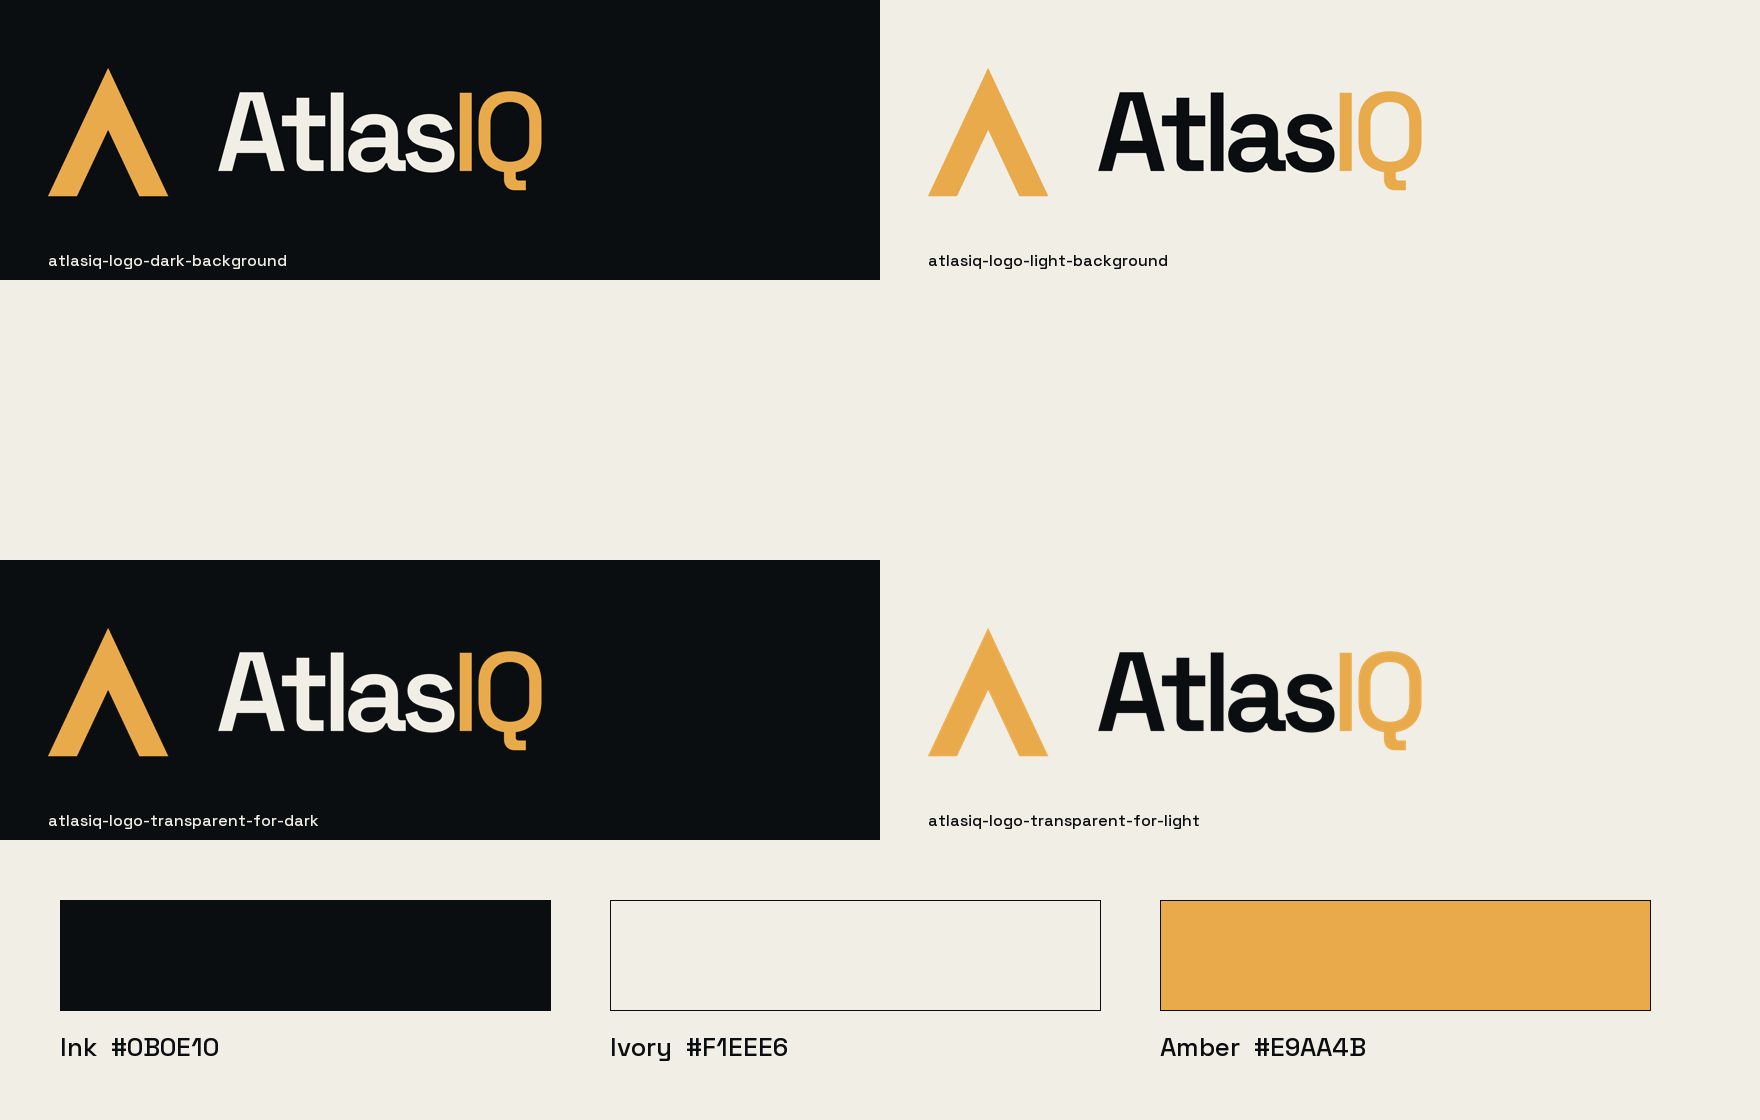 AtlasIQ
AtlasIQ
atlasiq-logo-dark-background
atlasiq-logo-light-background
AtlasIQ
AtlasIQ
atlasiq-logo-transparent-for-dark
atlasiq-logo-transparent-for-light
Ink #0B0E10
Ivory #F1EEE6
Amber #E9AA4B